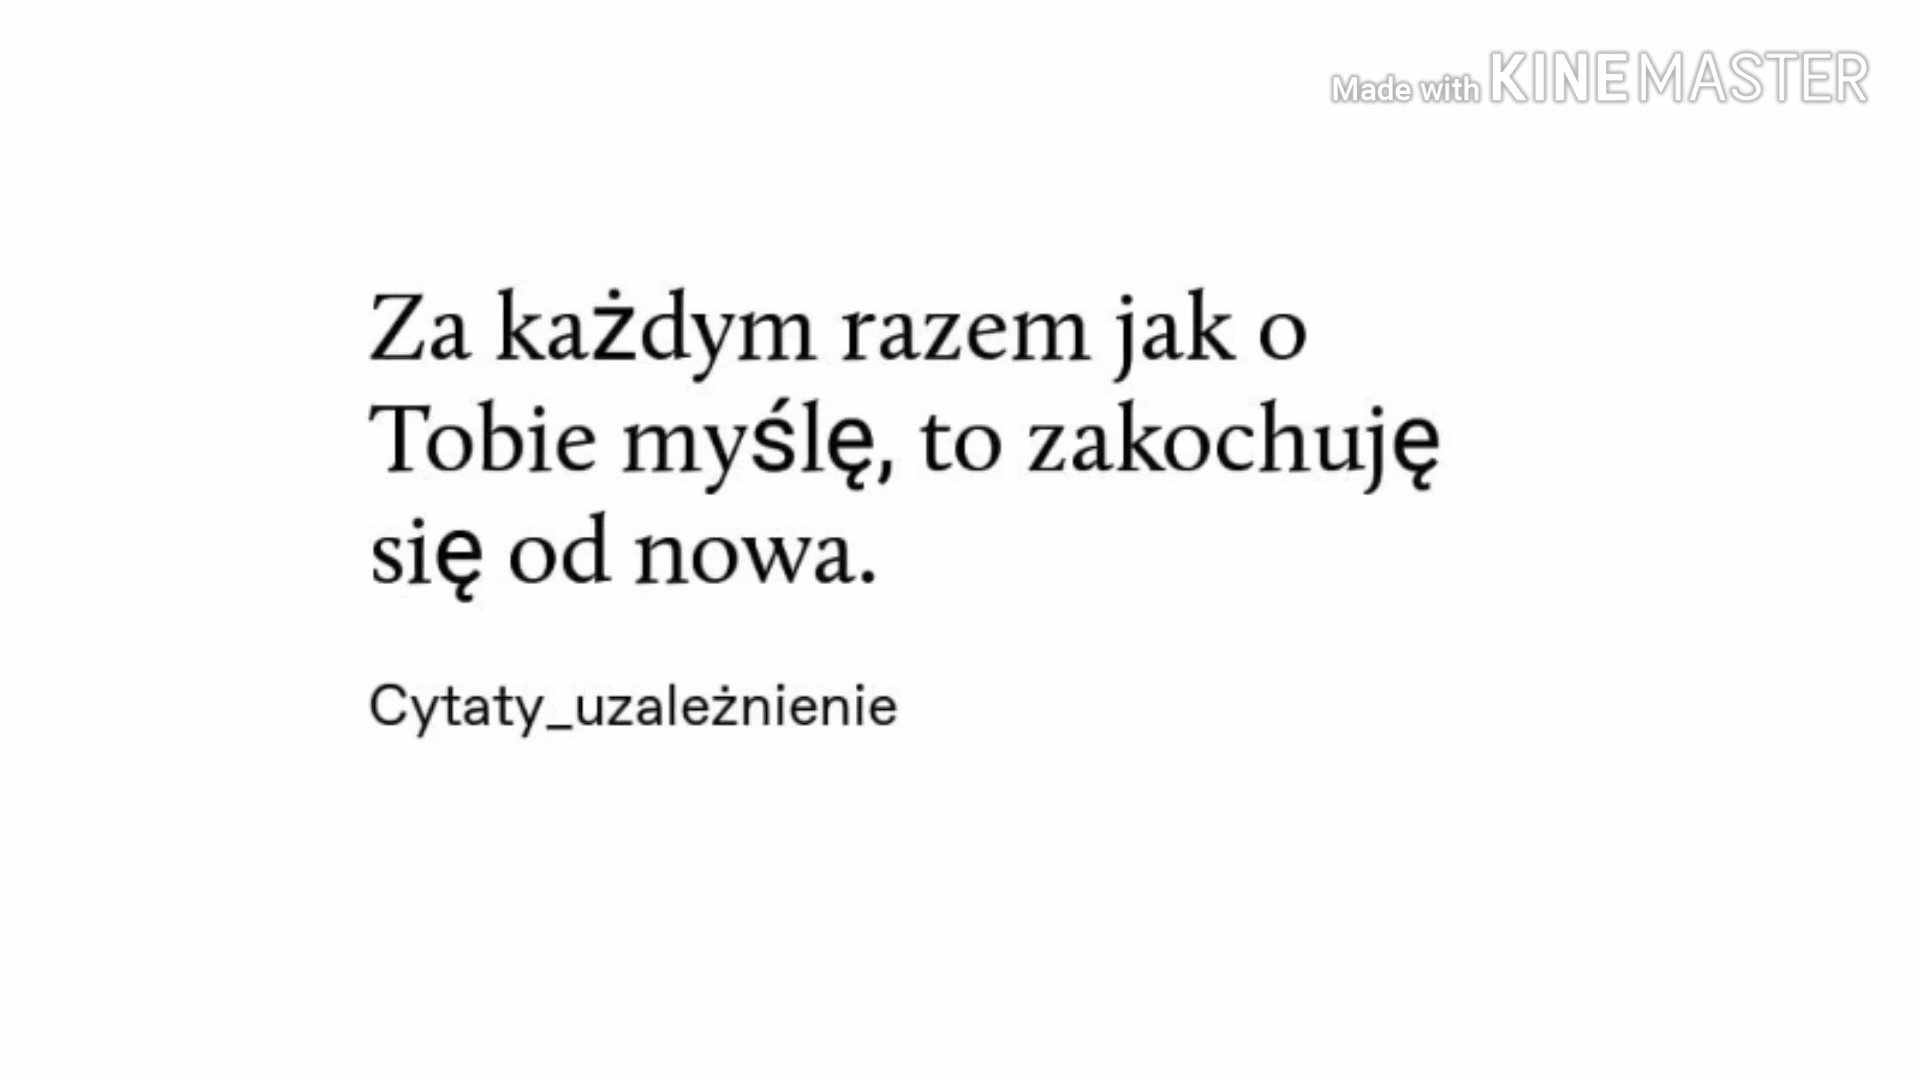 Made with KINEMASTER
Za każdym razem jak o
Tobie myślę, to zakochuję
się od nowa.
Cytaty_uzależnienie